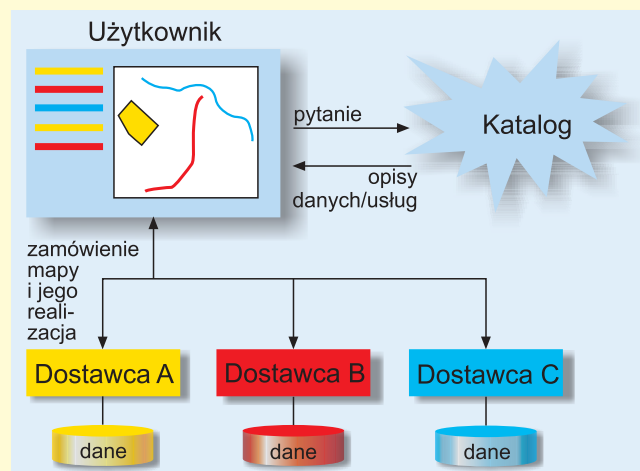 Użytkownik
pytanie
Katalog
opisy
danych/usług
zamówienie
mapy
i jego
reali-
zacja
Dostawca A
Dostawca B
Dostawca C
dane
dane
dane